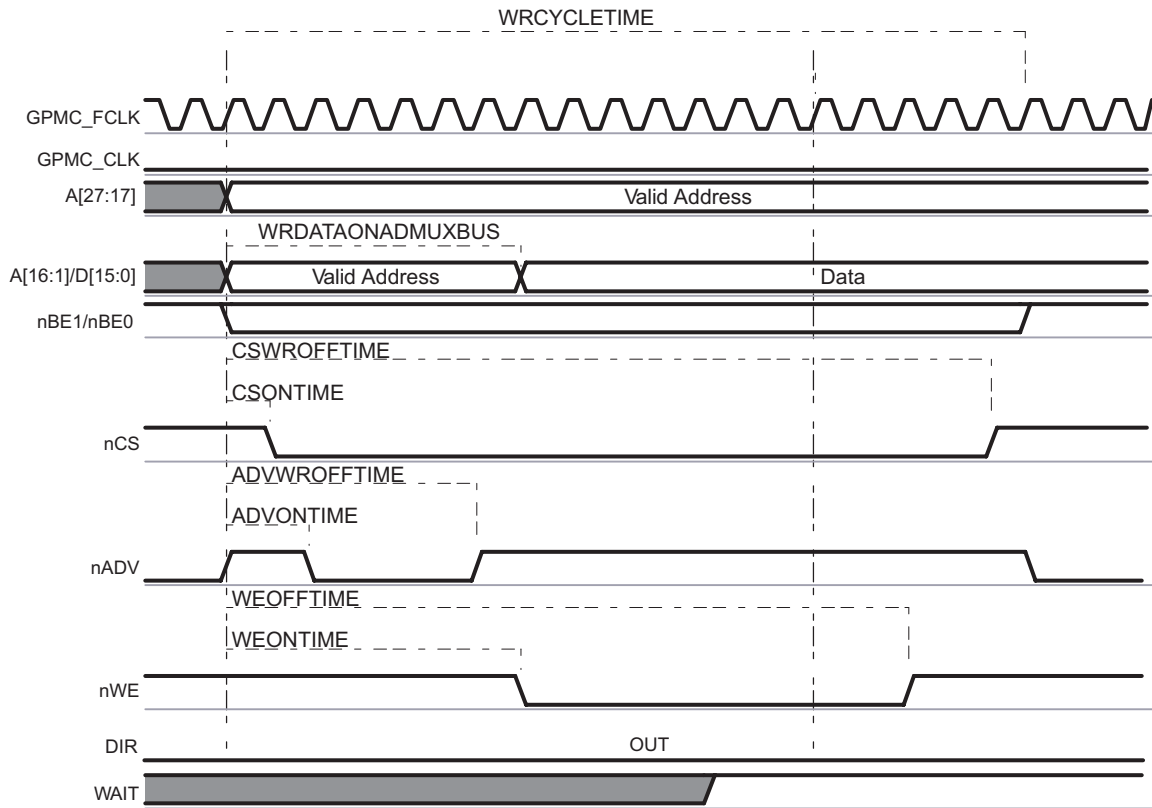 WRCYCLETIME
GPMC_FCLK
GPMC_CLK
A[27:17]
Valid Address
WRDATAONADMUXBUS
A[16:1]/D[15:0]
Valid Address
Data
nBE1/nBE0
CSWROFFTIME
CSONTIME
nCS
ADVWROFFTIME
ADVONTIME
nADV
WEOFFTIME
WEONTIME
nWE
DIR
OUT
WAIT